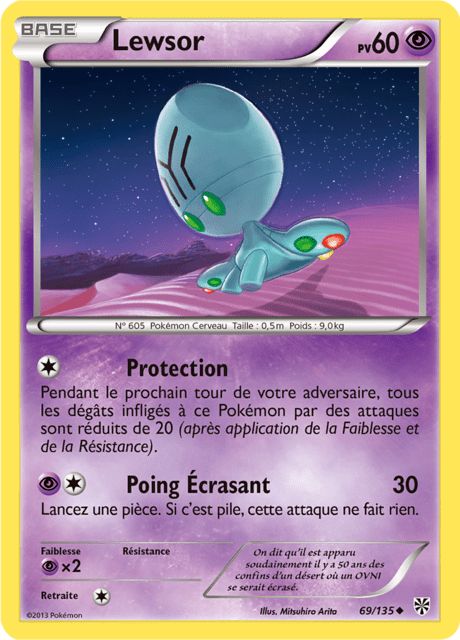 BASE
Lewsor
PV60
N° 605 Pokémon Cerveau Taille : 0,5m Poids : 9,0kg
Protection
Pendant le prochain tour de votre adversaire, tous
les dégâts infligés à ce Pokémon par des attaques
sont réduits de 20 (après application de la Faiblesse et
de la Résistance).
Poing Écrasant 30
Lancez une pièce. Si c'est pile, cette attaque ne fait rien.
Faiblesse Résistance
×2
Retraite
On dit qu'il est apparu
soudainement il y a 50 ans des
confins d'un désert où un OVNI
se serait écrasé.
©2013 Pokémon
Illus. Mitsuhiro Arita 69/135